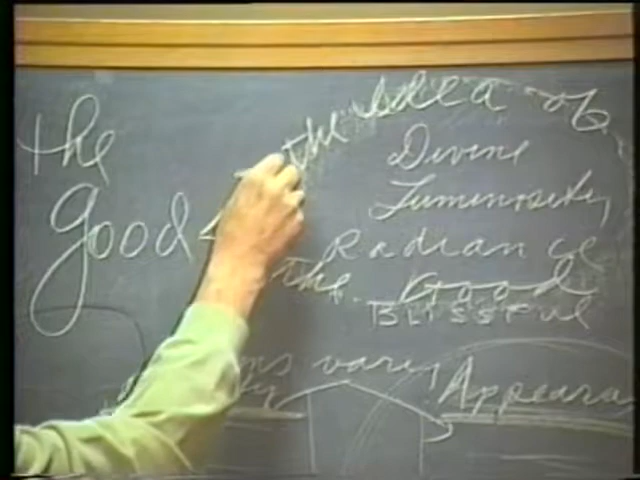 the
Good
the Idea of
Divine
Luminosity
Radiance
the Good
Blissful
vary
Appeara